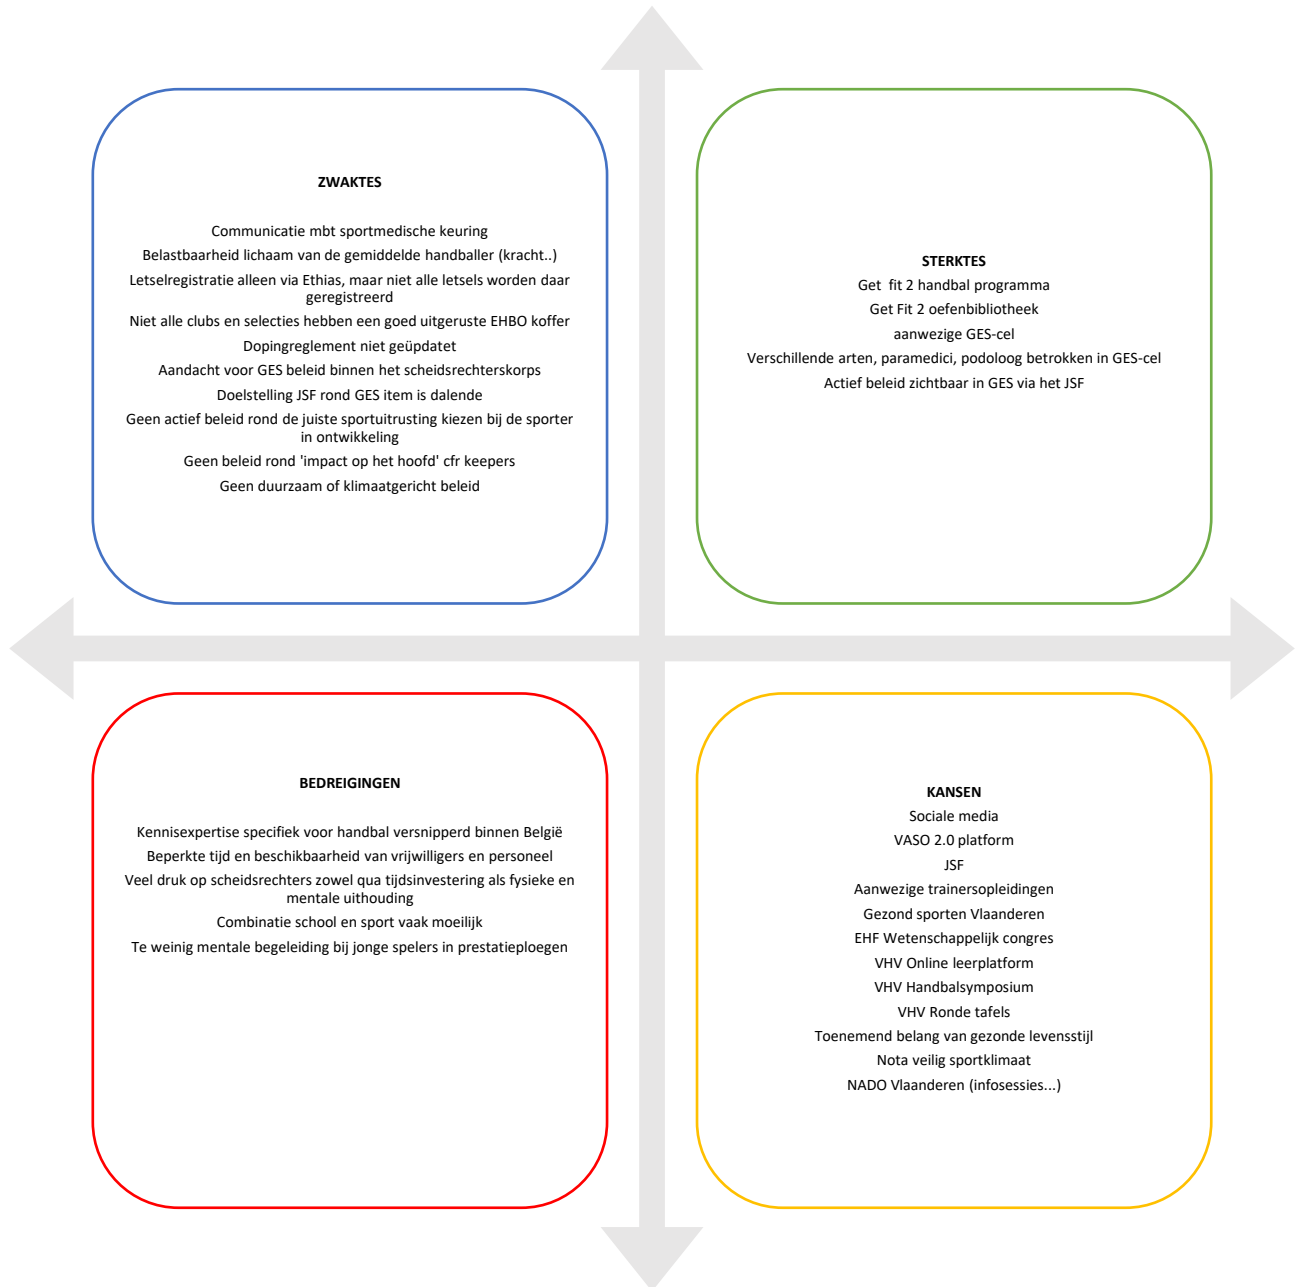 ZWAKTES
Communicatie mbt sportmedische keuring
Belastbaarheid lichaam van de gemiddelde handballer (kracht..)
Letselregistratie alleen via Ethias, maar niet alle letsels worden daar
geregistreerd
Niet alle clubs en selecties hebben een goed uitgeruste EHBO koffer
Dopingreglement niet geüpdatet
Aandacht voor GES beleid binnen het scheidsrechterskorps
Doelstelling JSF rond GES item is dalende
Geen actief beleid rond de juiste sportuitrusting kiezen bij de sporter
in ontwikkeling
Geen beleid rond 'impact op het hoofd' cfr keepers
Geen duurzaam of klimaatgericht beleid
STERKTES
Get  fit 2 handbal programma
Get Fit 2 oefenbibliotheek
aanwezige GES-cel
Verschillende arten, paramedici, podoloog betrokken in GES-cel
Actief beleid zichtbaar in GES via het JSF
BEDREIGINGEN
Kennisexpertise specifiek voor handbal versnipperd binnen België
Beperkte tijd en beschikbaarheid van vrijwilligers en personeel
Veel druk op scheidsrechters zowel qua tijdsinvestering als fysieke en
mentale uithouding
Combinatie school en sport vaak moeilijk
Te weinig mentale begeleiding bij jonge spelers in prestatieploegen
KANSEN
Sociale media
VASO 2.0 platform
JSF
Aanwezige trainersopleidingen
Gezond sporten Vlaanderen
EHF Wetenschappelijk congres
VHV Online leerplatform
VHV Handbalsymposium
VHV Ronde tafels
Toenemend belang van gezonde levensstijl
Nota veilig sportklimaat
NADO Vlaanderen (infosessies...)